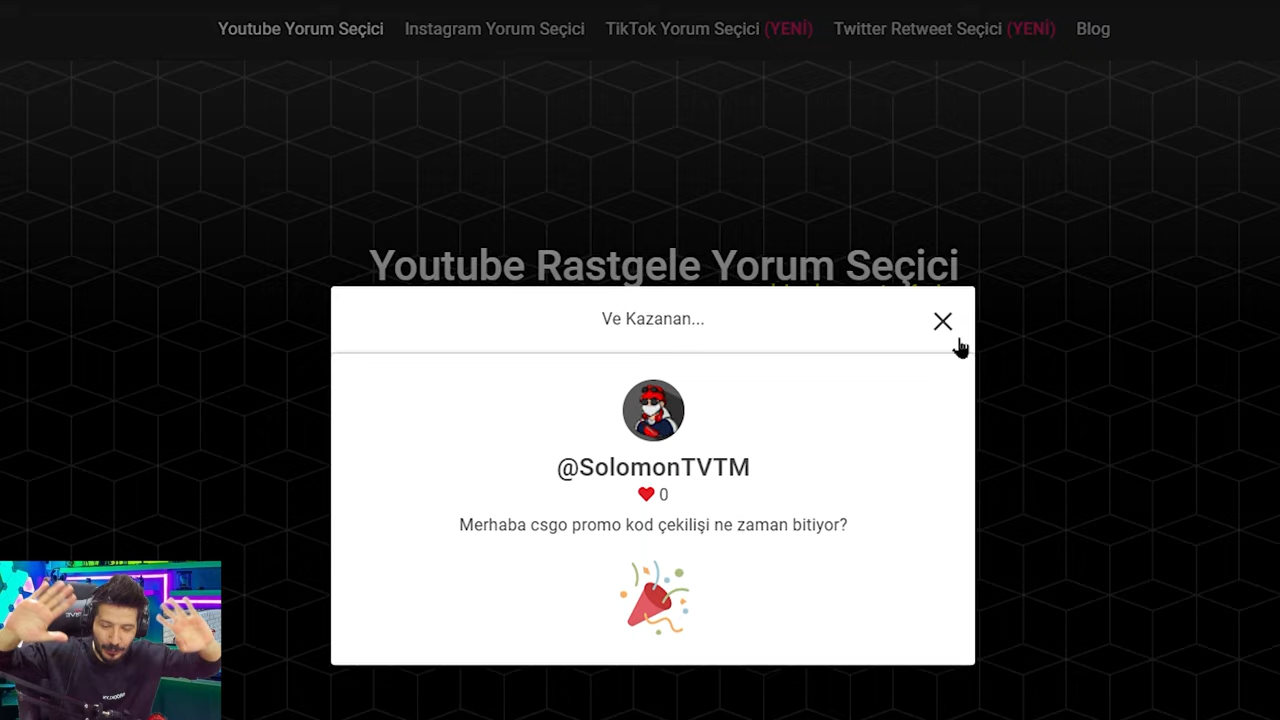 Youtube Yorum Seçici Instagram Yorum Seçici TikTok Yorum Seçici (YENİ) Twitter Retweet Seçici (YENİ) Blog
Youtube Rastgele Yorum Seçici
Ve Kazanan...
@SolomonTVTM
0
Merhaba csgo promo kod çekilişi ne zaman bitiyor?